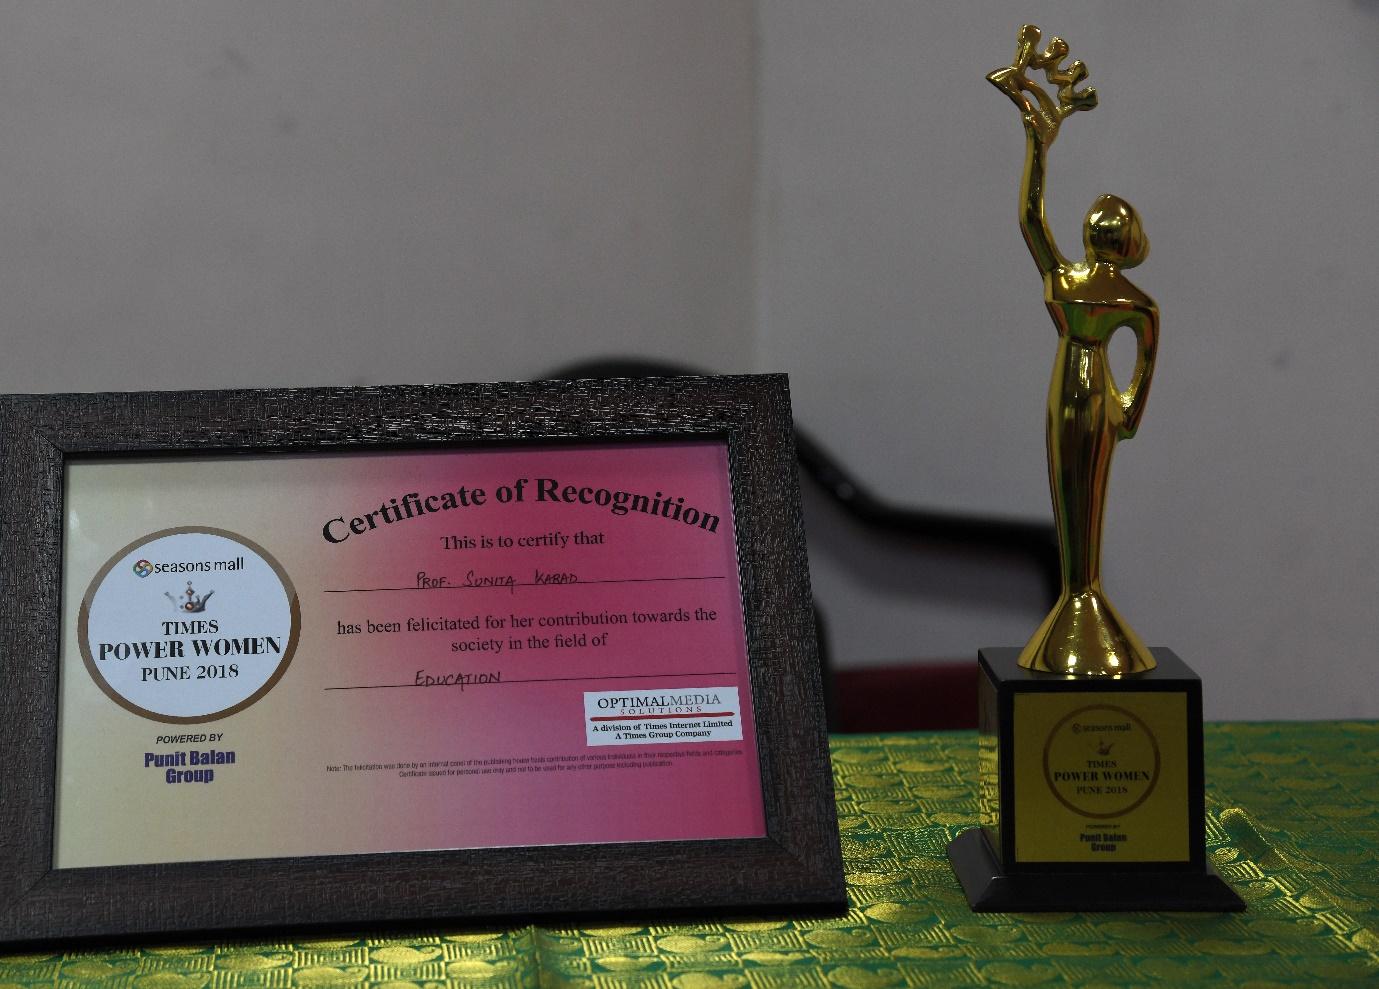 Certificate of Recognition
This is to certify that
PROF. SUNITA KARAD
has been felicitated for her contribution towards the
society in the field of
EDUCATION
seasons mall
TIMES
POWER WOMEN
PUNE 2018
POWERED BY
Punit Balan
Group
OPTIMALMEDIA
SOLUTIONS
A division of Times Internet Limited
A Times Group Company
Note: The felicitation was done by an internal panel of the publishing house basis contribution of various individuals in their respective fields and categories.
Certificate issued for personal use may and not to be used for any other purpose including publication.
seasons mall
TIMES
POWER WOMEN
PUNE 2018
POWERED BY
Punit Balan
Group